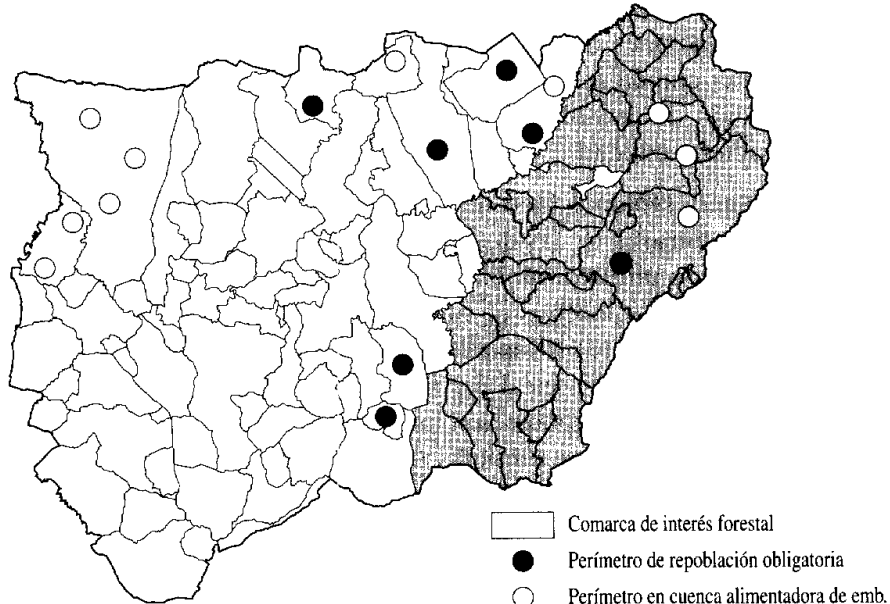 Comarca de interés forestal
Perímetro de repoblación obligatoria
Perímetro en cuenca alimentadora de emb.